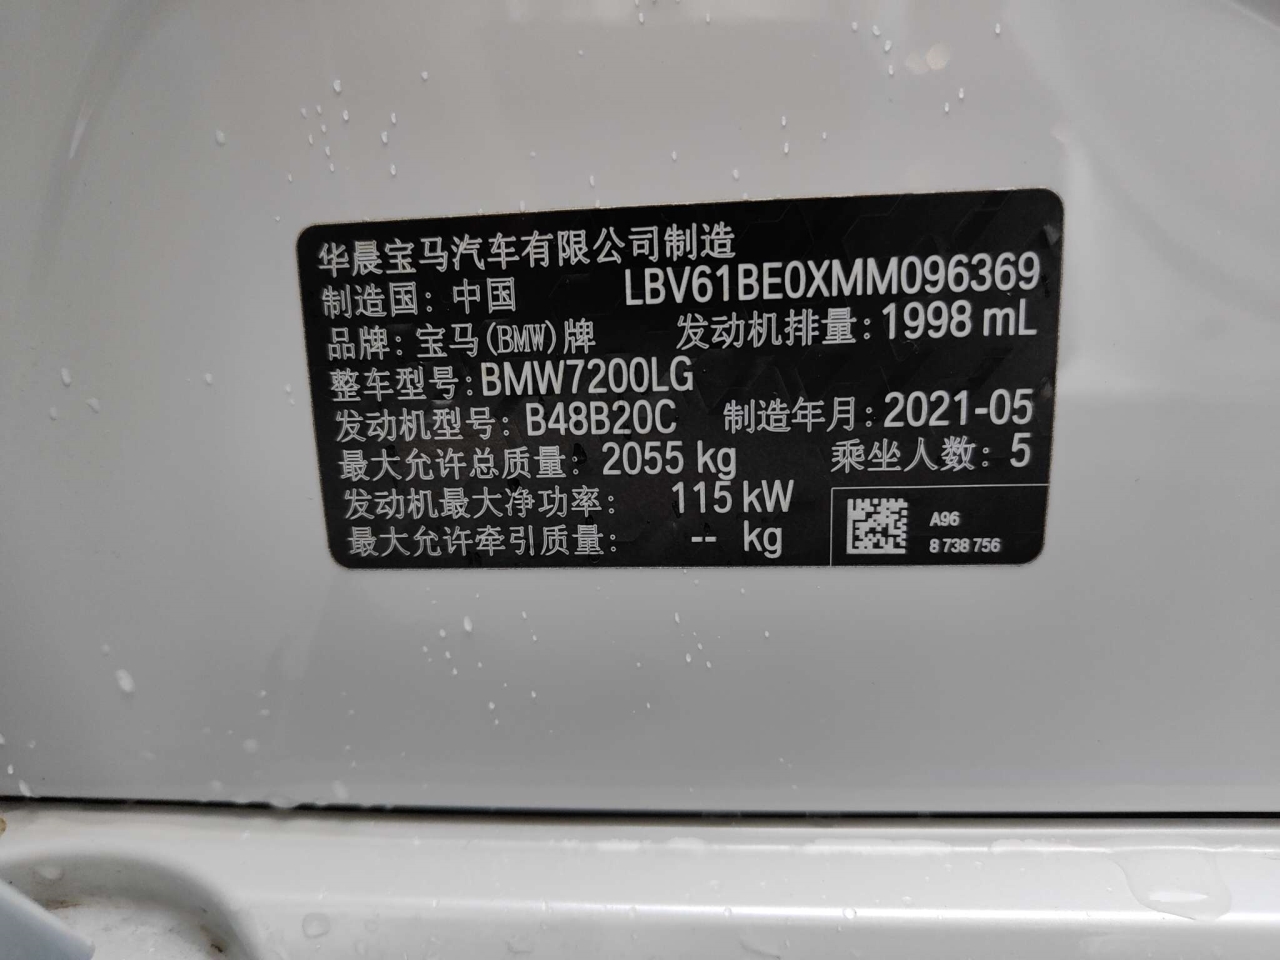 华晨宝马汽车有限公司制造
制造国：中国 LBV61BE0XMM096369
品牌：宝马(BMW)牌 发动机排量：1998 mL
整车型号：BMW7200LG
发动机型号：B48B20C 制造年月：2021-05
最大允许总质量：2055 kg 乘坐人数：5
发动机最大净功率：115 kW
最大允许牵引质量：-- kg
A96
8 738 756